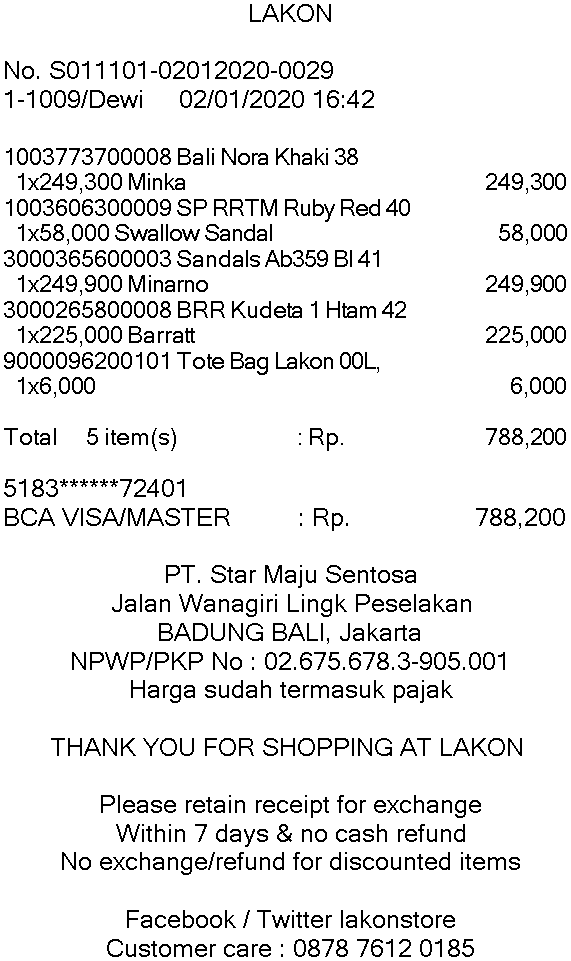 LAKON
No. S011101-02012020-0029
1-1009/Dewi 02/01/2020 16:42
1003773700008 Bali Nora Khaki 38
1x249,300 Minka 249,300
1003606300009 SP RRTM Ruby Red 40
1x58,000 Swallow Sandal 58,000
3000365600003 Sandals Ab359 Bl 41
1x249,900 Minarno 249,900
3000265800008 BRR Kudeta 1 Htam 42
1x225,000 Barratt 225,000
9000096200101 Tote Bag Lakon 00L,
1x6,000 6,000
Total 5 item(s) : Rp. 788,200
5183******72401
BCA VISA/MASTER : Rp. 788,200
PT. Star Maju Sentosa
Jalan Wanagiri Lingk Peselakan
BADUNG BALI, Jakarta
NPWP/PKP No : 02.675.678.3-905.001
Harga sudah termasuk pajak
THANK YOU FOR SHOPPING AT LAKON
Please retain receipt for exchange
Within 7 days & no cash refund
No exchange/refund for discounted items
Facebook / Twitter lakonstore
Customer care : 0878 7612 0185